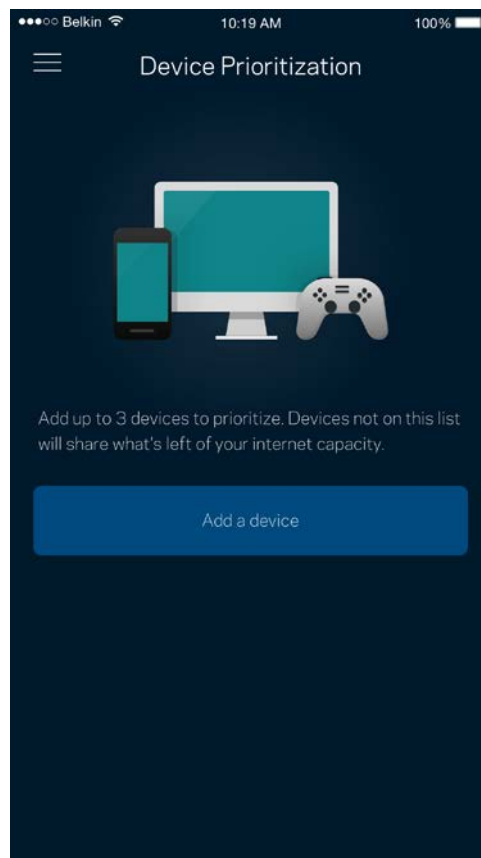 Belkin 10:19 AM 100%
Device Prioritization
Add up to 3 devices to prioritize. Devices not on this list
will share what's left of your internet capacity.
Add a device